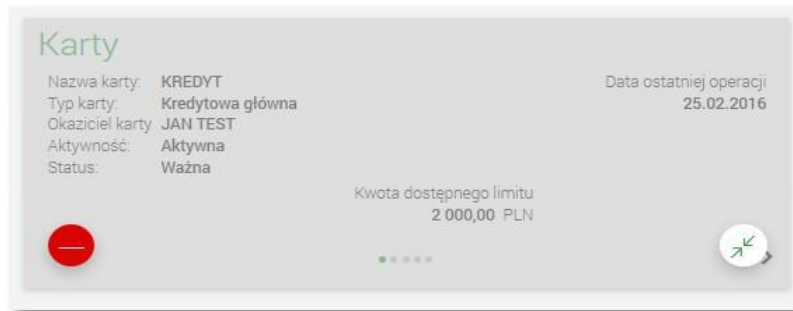 Karty
Nazwa karty: KREDYT
Typ karty: Kredytowa główna
Okaziciel karty JAN TEST
Aktywność: Aktywna
Status: Ważna
Data ostatniej operacji
25.02.2016
Kwota dostępnego limitu
2 000,00 PLN